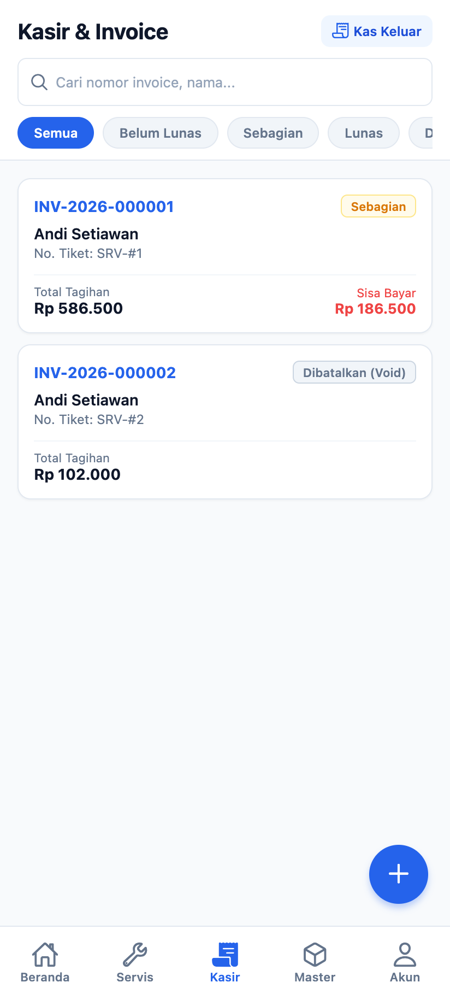 Kasir & Invoice
Kas Keluar
Cari nomor invoice, nama...
Semua
Belum Lunas
Sebagian
Lunas
D
INV-2026-000001
Sebagian
Andi Setiawan
No. Tiket: SRV-#1
Total Tagihan
Sisa Bayar
Rp 586.500
Rp 186.500
INV-2026-000002
Dibatalkan (Void)
Andi Setiawan
No. Tiket: SRV-#2
Total Tagihan
Rp 102.000
Beranda
Servis
Kasir
Master
Akun